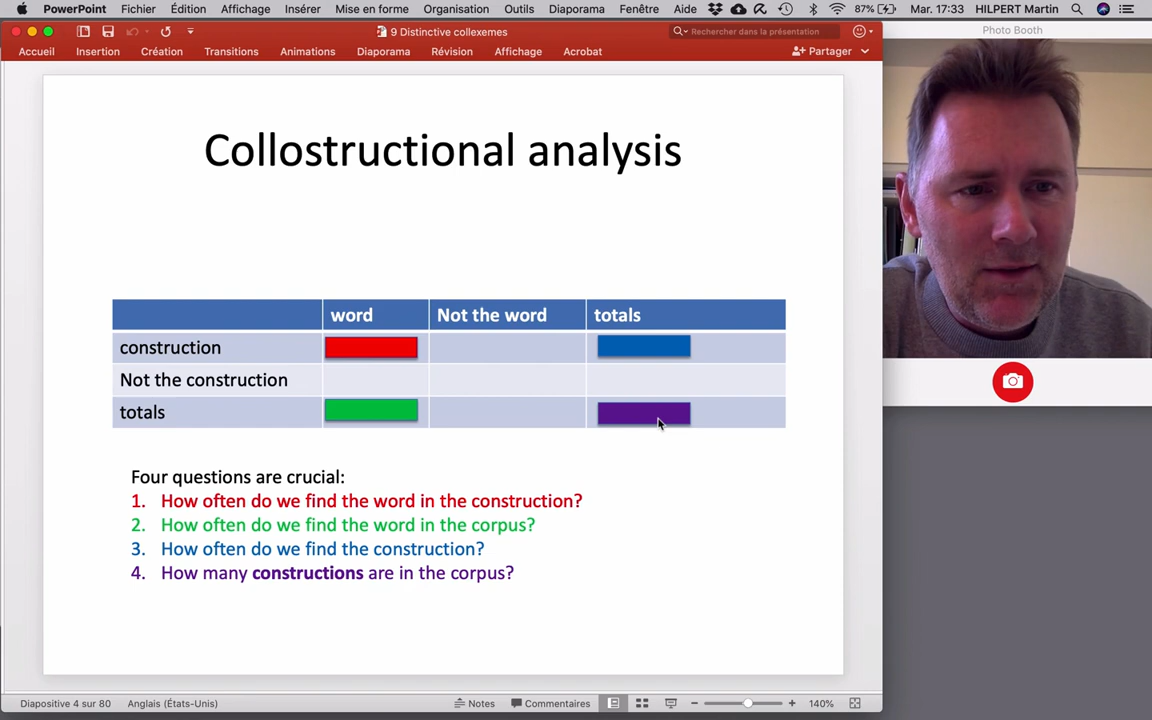 PowerPoint Fichier Édition Affichage Insérer Mise en forme Organisation Outils Diaporama Fenêtre Aide 87% Mar. 17:33 HILPERT Martin
9 Distinctive collexemes
Rechercher dans la présentation
Photo Booth
Accueil Insertion Création Transitions Animations Diaporama Révision Affichage Acrobat Partager
Collostructional analysis
word Not the word totals
construction
Not the construction
totals
Four questions are crucial:
1. How often do we find the word in the construction?
2. How often do we find the word in the corpus?
3. How often do we find the construction?
4. How many constructions are in the corpus?
Diapositive 4 sur 80 Anglais (États-Unis) Notes Commentaires 140%